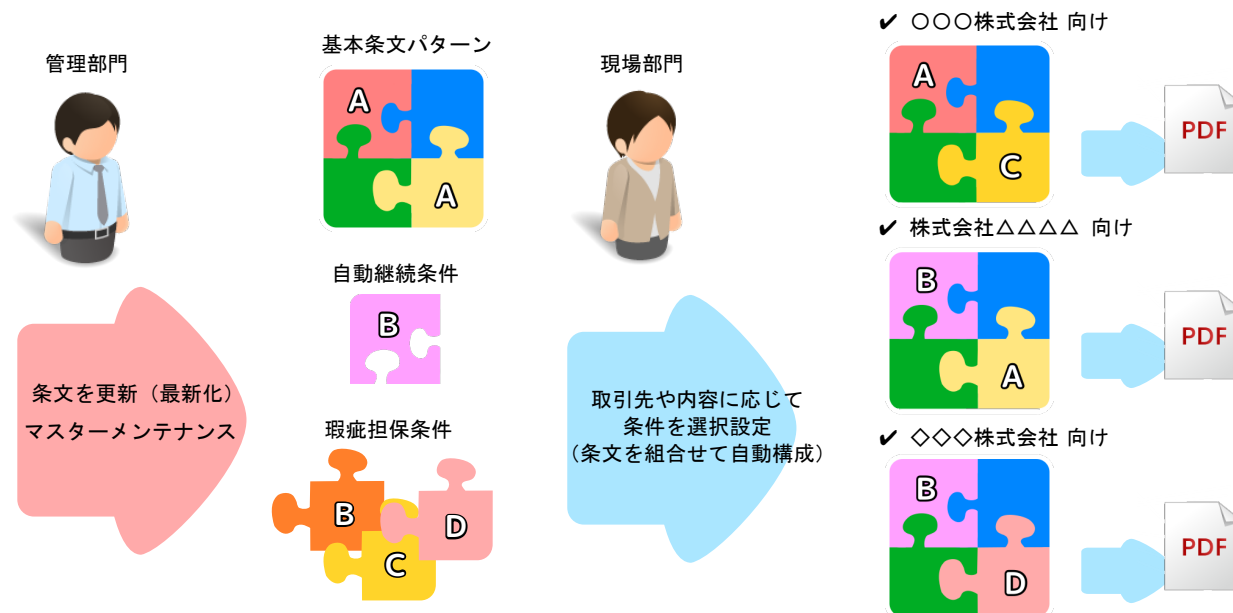 管理部門
条文を更新（最新化）
マスターメンテナンス
基本条文パターン
A
A
自動継続条件
B
瑕疵担保条件
B
D
C
現場部門
取引先や内容に応じて
条件を選択設定
（条文を組合せて自動構成）
✔ 〇〇〇株式会社 向け
A
C
PDF
✔ 株式会社△△△△ 向け
B
A
PDF
✔ ◇◇◇株式会社 向け
B
D
PDF